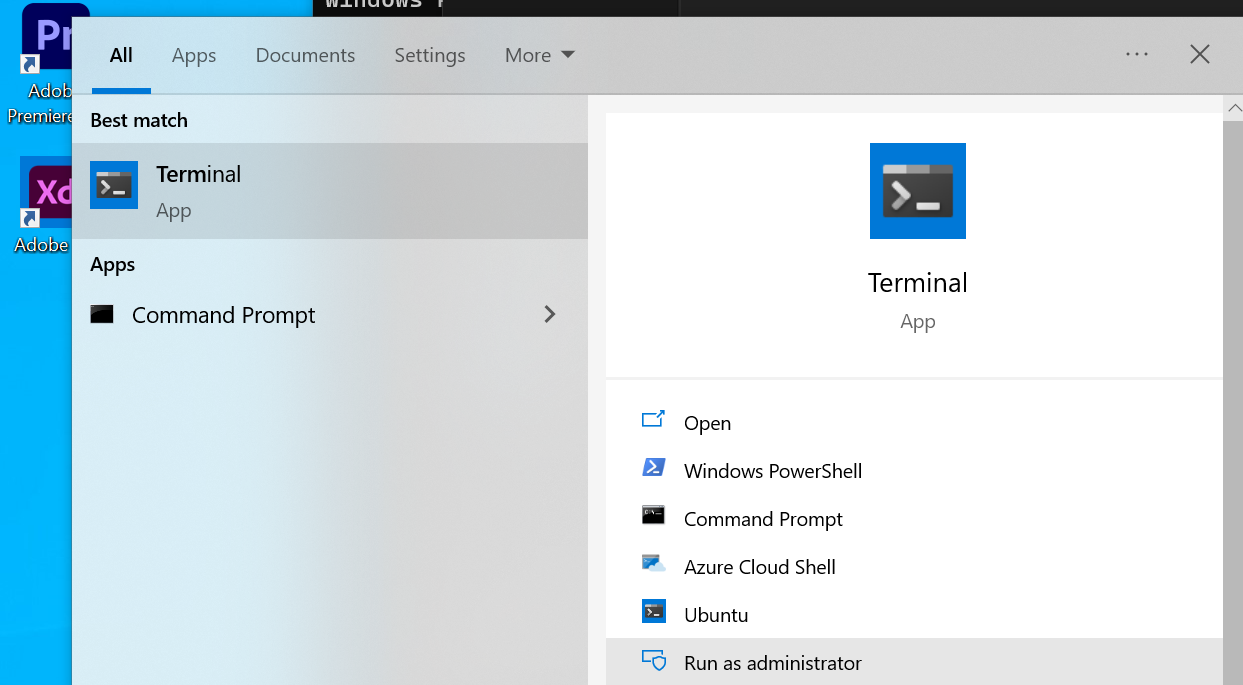 windows
Pr
Adob
Premiere
Xd
Adobe
All Apps Documents Settings More
Best match
Terminal
App
Apps
Command Prompt
Terminal
App
Open
Windows PowerShell
Command Prompt
Azure Cloud Shell
Ubuntu
Run as administrator